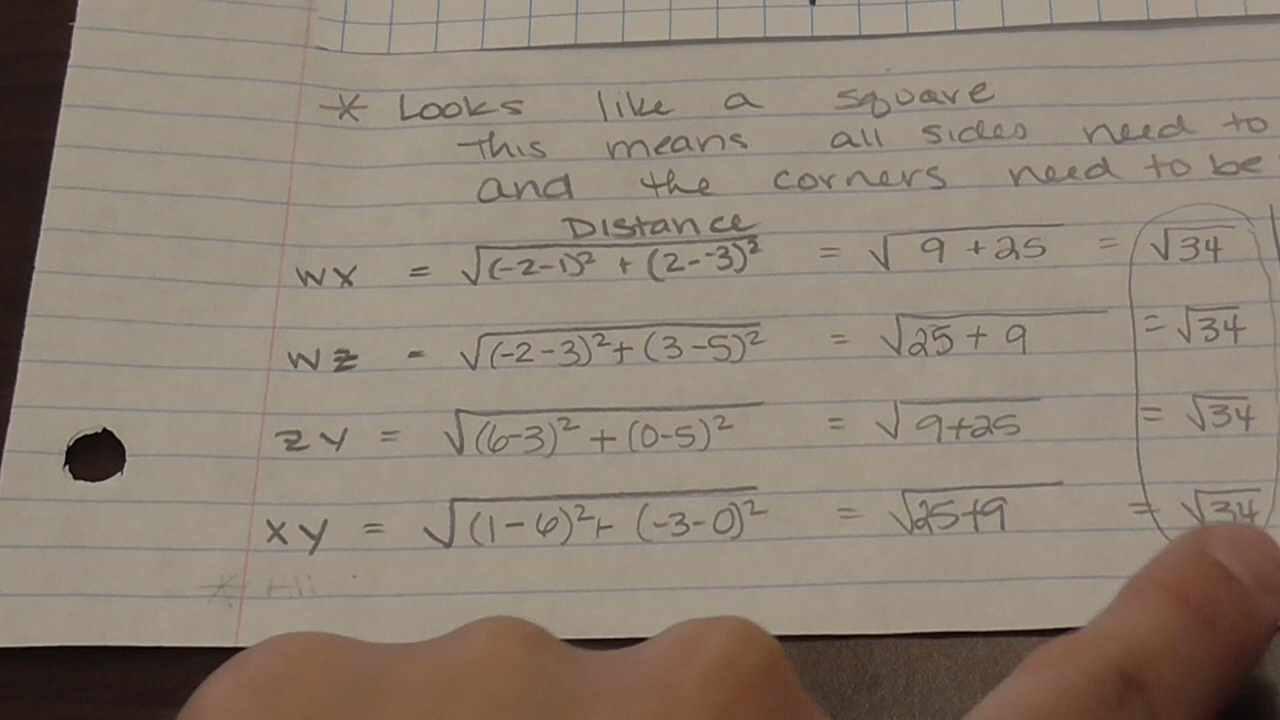 * Looks like a square
this means all sides need to
and the corners need to be
Distance
WX = √(-2-1)² + (2--3)² = √9+25 = √34
WZ = √(-2-3)² + (3-5)² = √25+9 = √34
ZY = √(6-3)² + (0-5)² = √9+25 = √34
XY = √(1-6)² + (-3-0)² = √25+9 = √34
* All